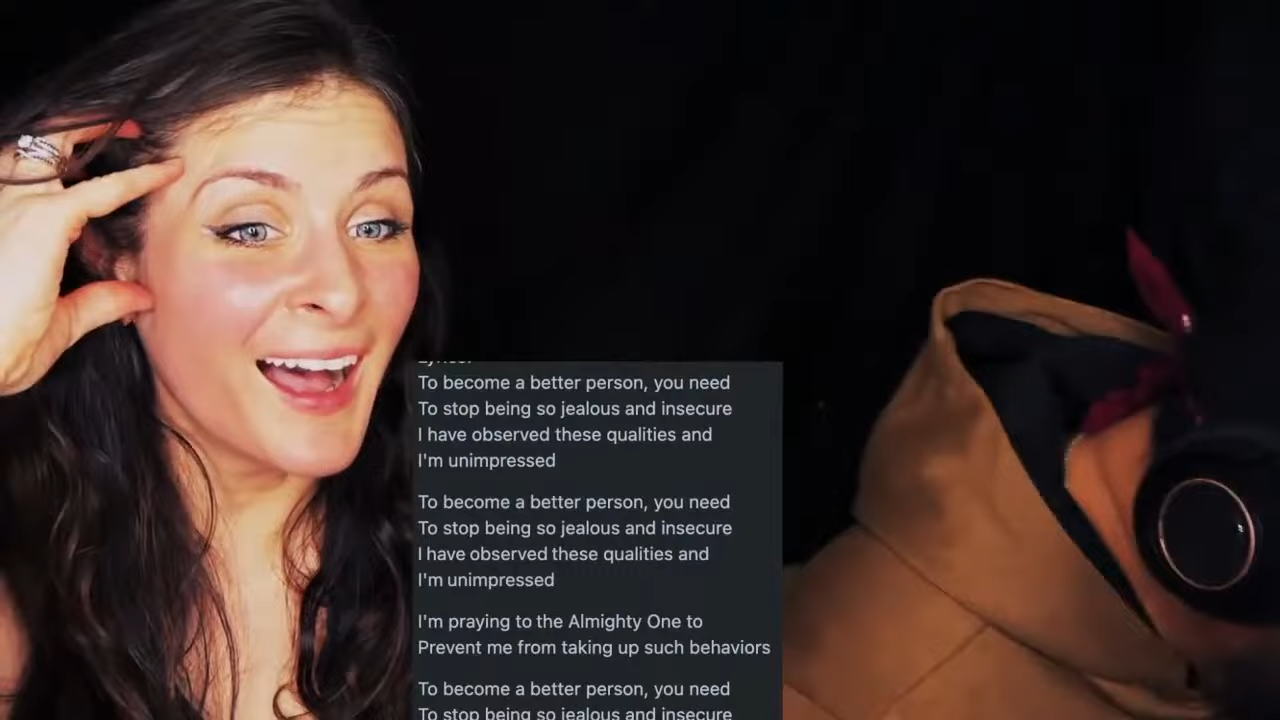 Lyrics:
To become a better person, you need
To stop being so jealous and insecure
I have observed these qualities and
I'm unimpressed
To become a better person, you need
To stop being so jealous and insecure
I have observed these qualities and
I'm unimpressed
I'm praying to the Almighty One to
Prevent me from taking up such behaviors
To become a better person, you need
To stop being so jealous and insecure